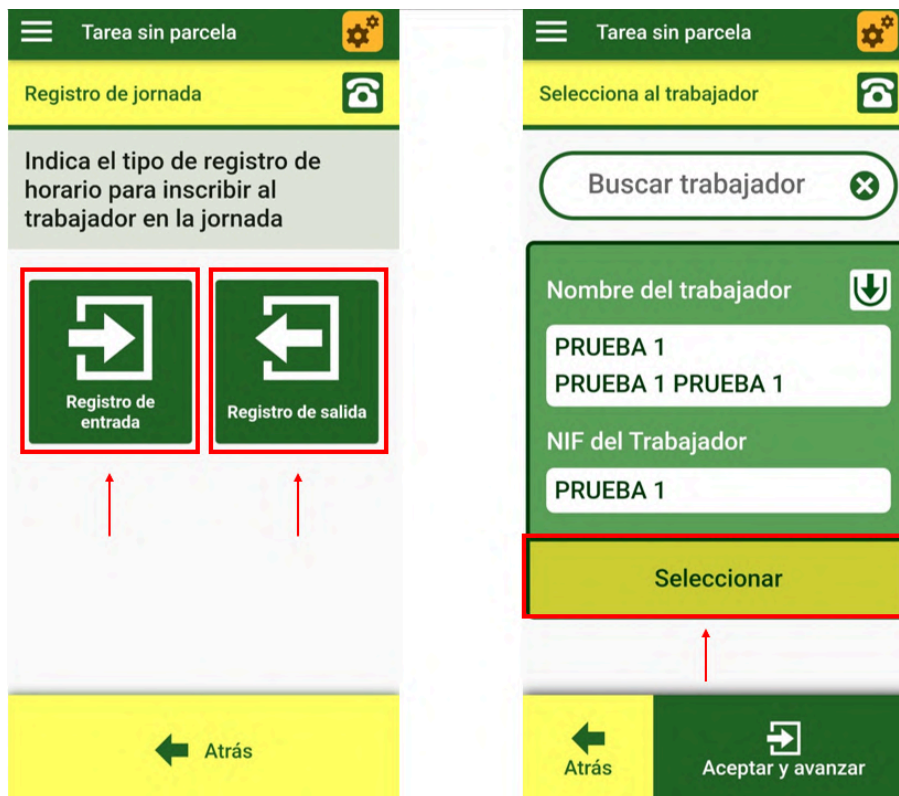 Tarea sin parcela
Registro de jornada
Indica el tipo de registro de
horario para inscribir al
trabajador en la jornada
Registro de
entrada
Registro de salida
Atrás
Tarea sin parcela
Selecciona al trabajador
Buscar trabajador
Nombre del trabajador
PRUEBA 1
PRUEBA 1 PRUEBA 1
NIF del Trabajador
PRUEBA 1
Seleccionar
Atrás
Aceptar y avanzar